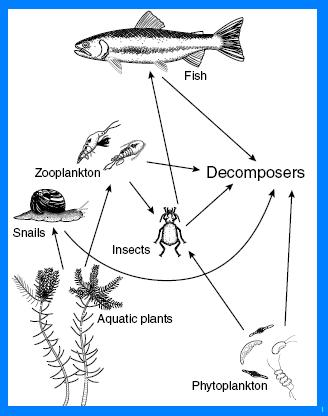 Fish
Zooplankton
Decomposers
Snails
Insects
Aquatic plants
Phytoplankton